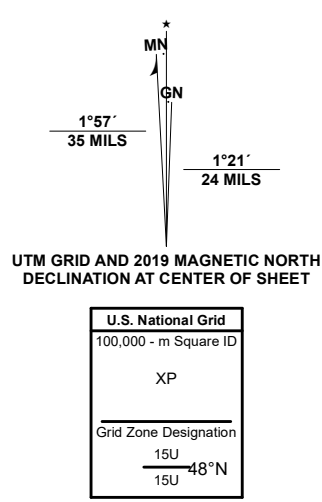 ★
MN
GN
1°57´
35 MILS
1°21´
24 MILS
UTM GRID AND 2019 MAGNETIC NORTH
DECLINATION AT CENTER OF SHEET
U.S. National Grid
100,000 - m Square ID
XP
Grid Zone Designation
15U
48°N
15U